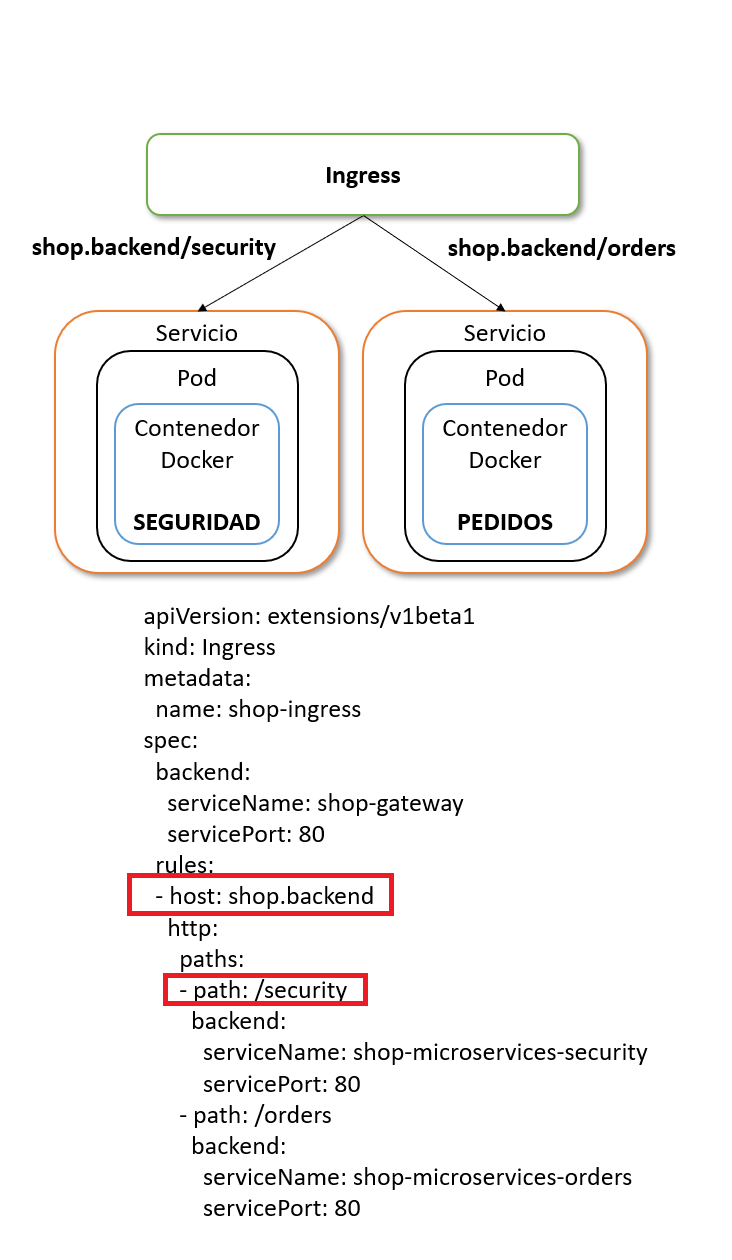 Ingress
shop.backend/security
shop.backend/orders
Servicio
Pod
Contenedor
Docker
SEGURIDAD
Servicio
Pod
Contenedor
Docker
PEDIDOS
apiVersion: extensions/v1beta1
kind: Ingress
metadata:
  name: shop-ingress
spec:
  backend:
    serviceName: shop-gateway
    servicePort: 80
  rules:
  - host: shop.backend
    http:
      paths:
      - path: /security
        backend:
          serviceName: shop-microservices-security
          servicePort: 80
      - path: /orders
        backend:
          serviceName: shop-microservices-orders
          servicePort: 80